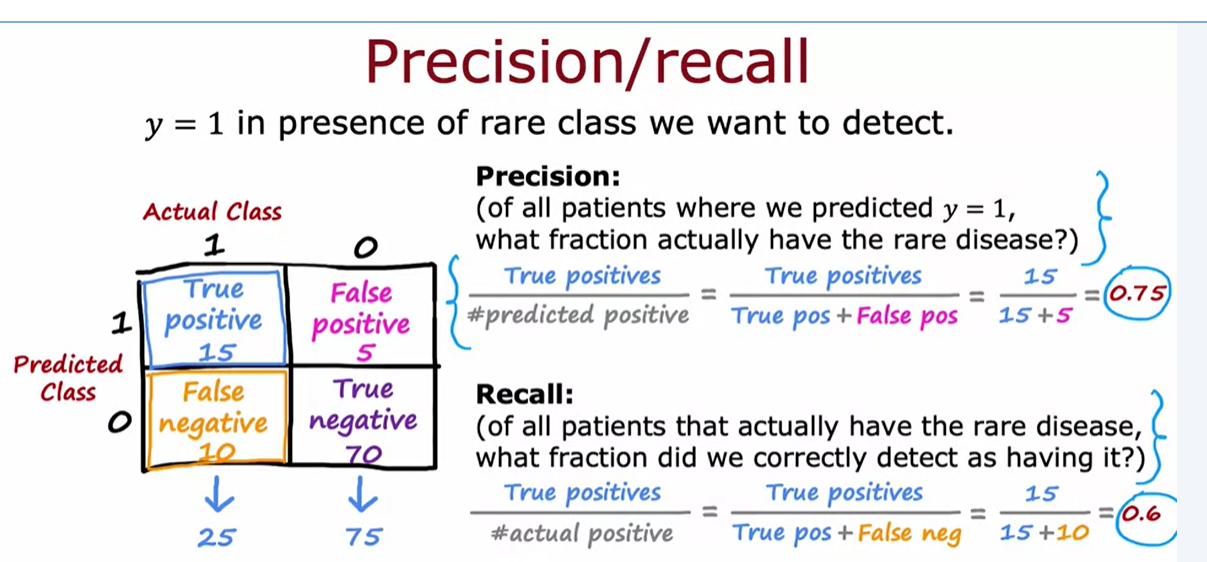 Precision/recall
y = 1 in presence of rare class we want to detect.
Actual Class
1 0
Predicted Class
1
True positive 15
False positive 5
0
False negative 10
True negative 70
↓ ↓
25 75
Precision:
(of all patients where we predicted y = 1,
what fraction actually have the rare disease?)
True positives / #predicted positive = True positives / True pos + False pos = 15 / 15 + 5 = 0.75
Recall:
(of all patients that actually have the rare disease,
what fraction did we correctly detect as having it?)
True positives / #actual positive = True positives / True pos + False neg = 15 / 15 + 10 = 0.6